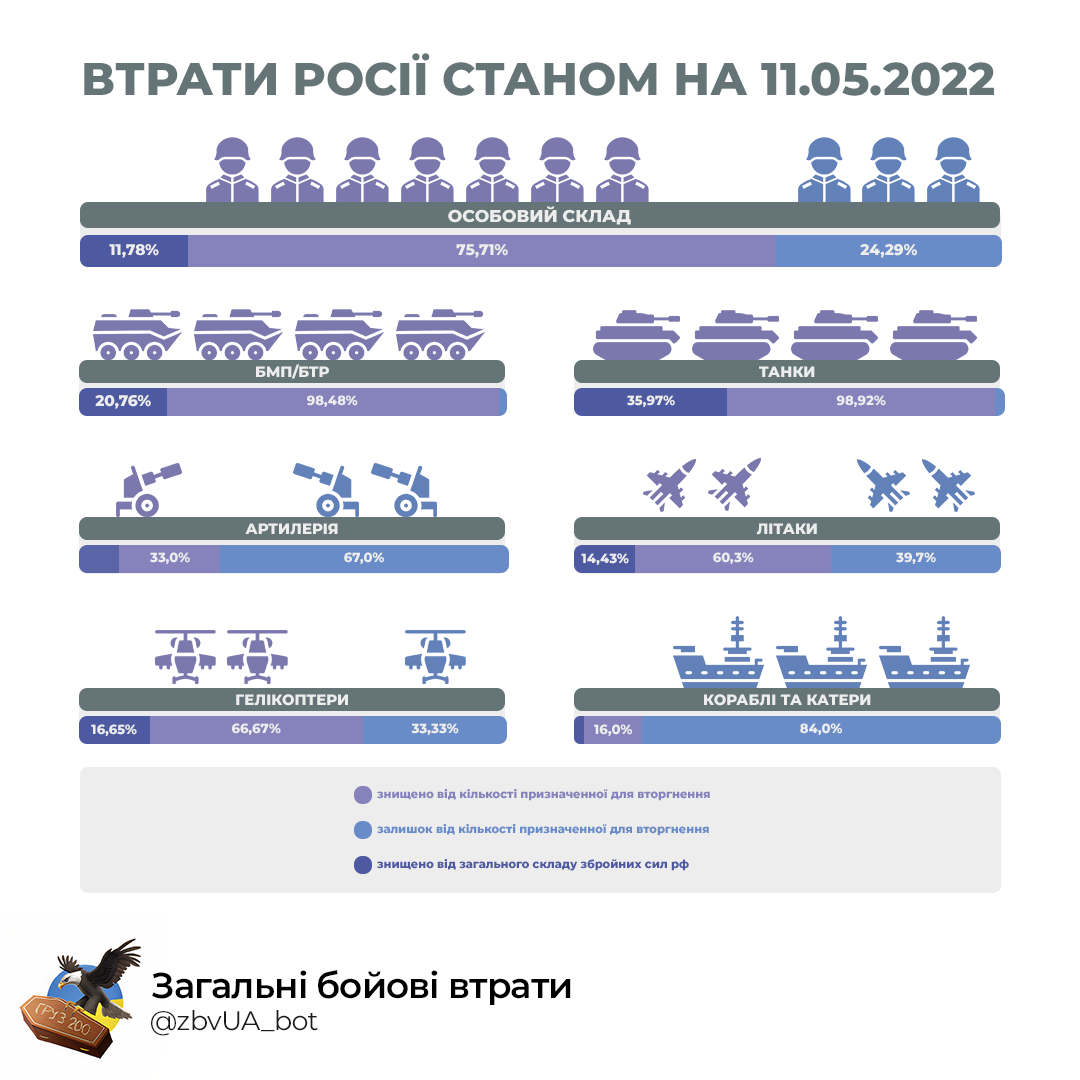 ВТРАТИ РОСІЇ СТАНОМ НА 11.05.2022
ОСОБОВИЙ СКЛАД
11,78% 75,71% 24,29%
БМП/БТР
20,76% 98,48%
ТАНКИ
35,97% 98,92%
АРТИЛЕРІЯ
33,0% 67,0%
ЛІТАКИ
14,43% 60,3% 39,7%
ГЕЛІКОПТЕРИ
16,65% 66,67% 33,33%
КОРАБЛІ ТА КАТЕРИ
16,0% 84,0%
знищено від кількості призначенної для вторгнення
залишок від кількості призначенної для вторгнення
знищено від загального складу збройних сил рф
ГРУЗ 200
Загальні бойові втрати
@zbvUA_bot